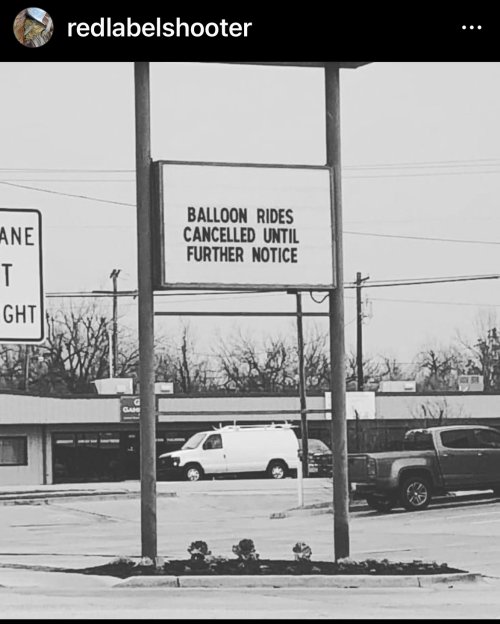 redlabelshooter
BALLOON RIDES
CANCELLED UNTIL
FURTHER NOTICE
ANE
T
GHT